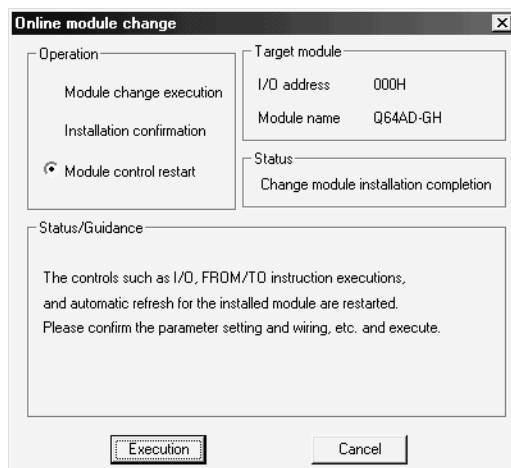 Online module change
Operation
Module change execution
Installation confirmation
Module control restart
Target module
I/O address 000H
Module name Q64AD-GH
Status
Change module installation completion
Status/Guidance
The controls such as I/O, FROM/TO instruction executions,
and automatic refresh for the installed module are restarted.
Please confirm the parameter setting and wiring, etc. and execute.
Execution
Cancel